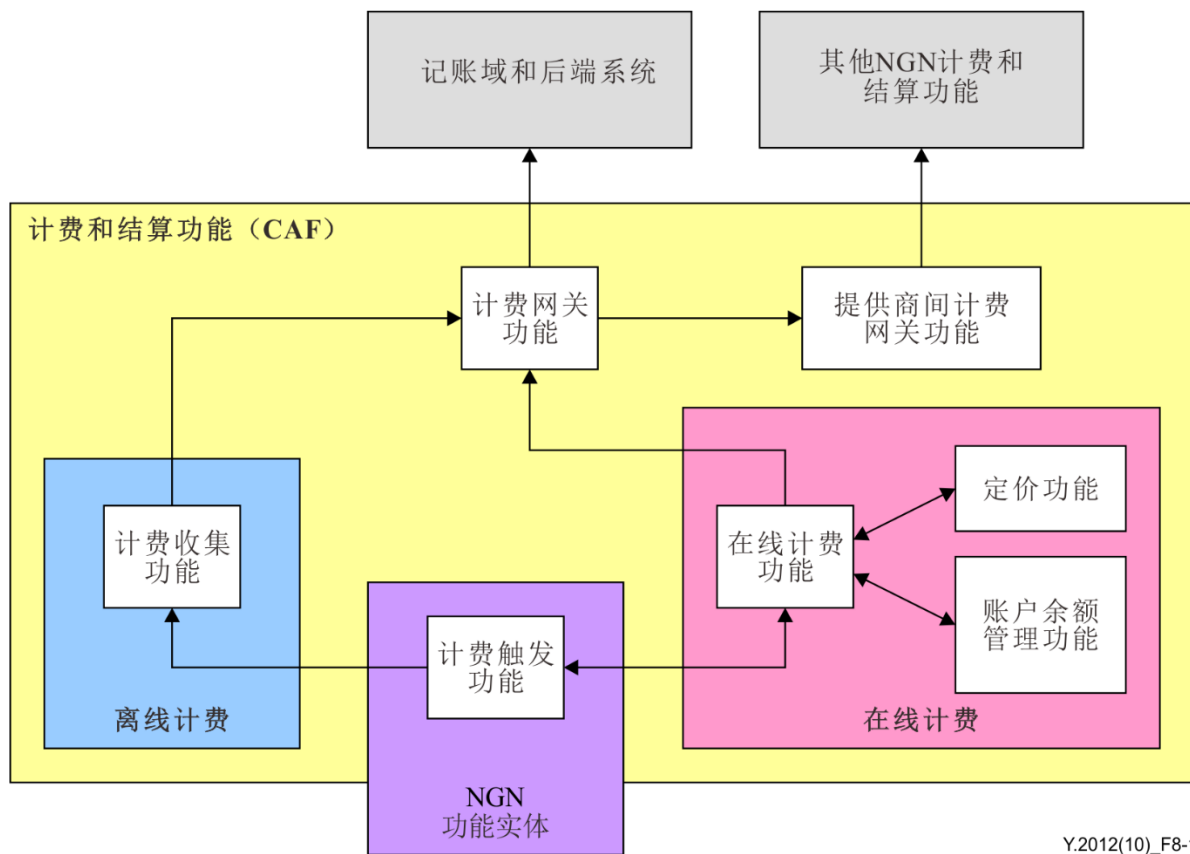 记账域和后端系统
其他NGN计费和
结算功能
计费和结算功能（CAF）
计费网关
功能
提供商间计费
网关功能
计费收集
功能
离线计费
计费触发
功能
NGN
功能实体
在线计费
功能
定价功能
账户余额
管理功能
在线计费
Y.2012(10)_F8-